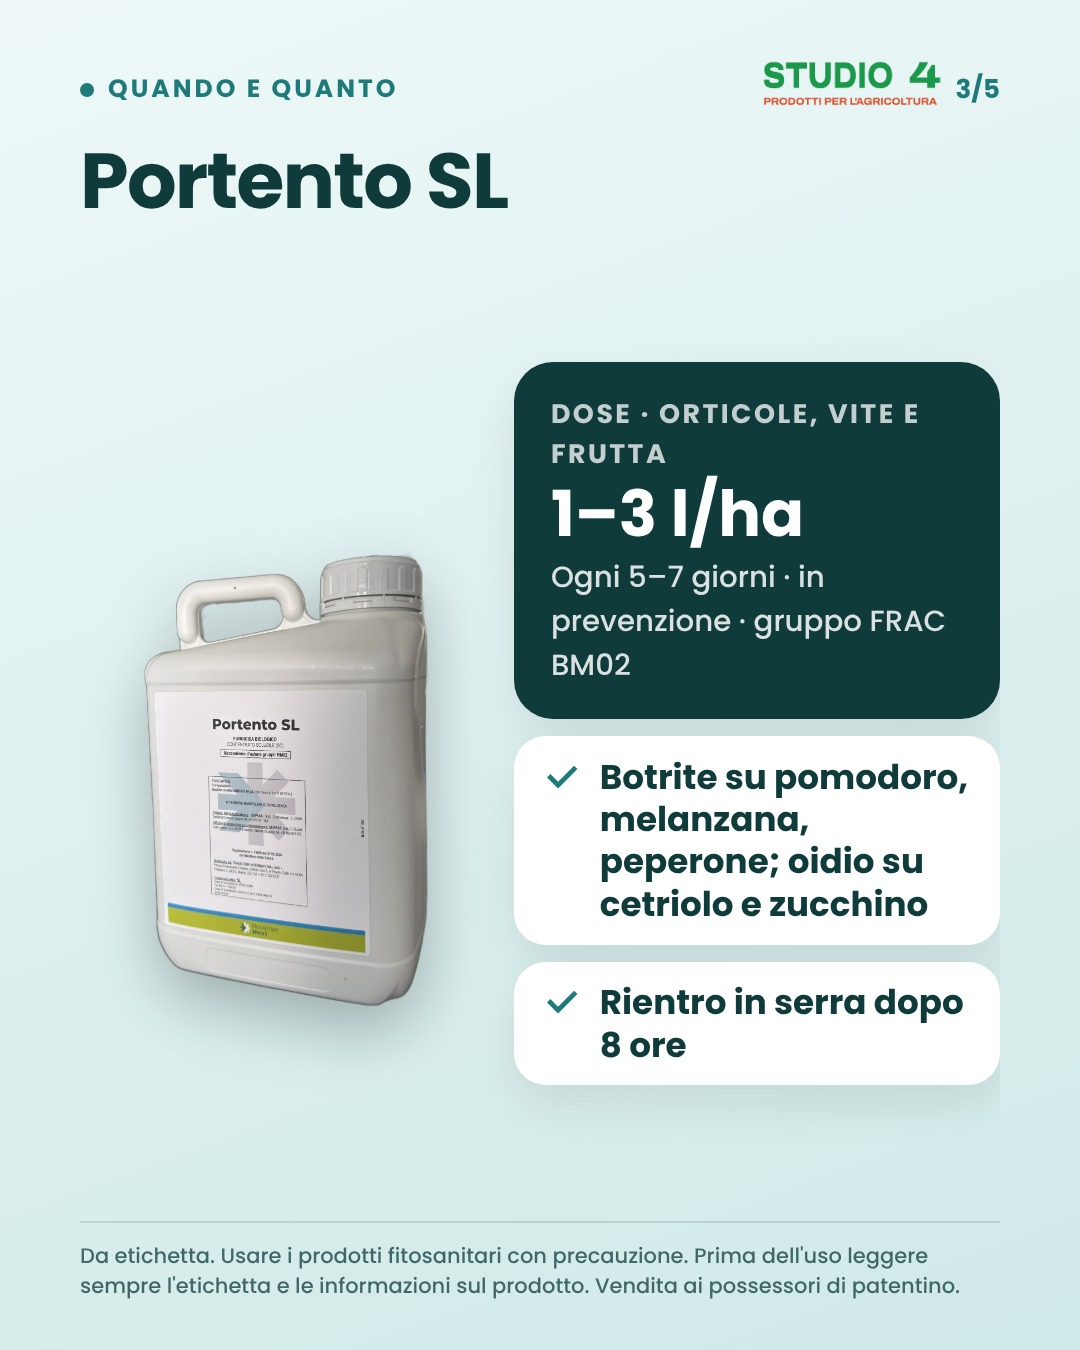 QUANDO E QUANTO
STUDIO 4
PRODOTTI PER L'AGRICOLTURA
3/5
Portento SL
DOSE · ORTICOLE, VITE E
FRUTTA
1–3 l/ha
Ogni 5–7 giorni · in
prevenzione · gruppo FRAC
BM02
Portento SL
FUNGICIDA BIOLOGICO
Botrite su pomodoro,
melanzana,
peperone; oidio su
cetriolo e zucchino
Rientro in serra dopo
8 ore
Da etichetta. Usare i prodotti fitosanitari con precauzione. Prima dell'uso leggere
sempre l'etichetta e le informazioni sul prodotto. Vendita ai possessori di patentino.